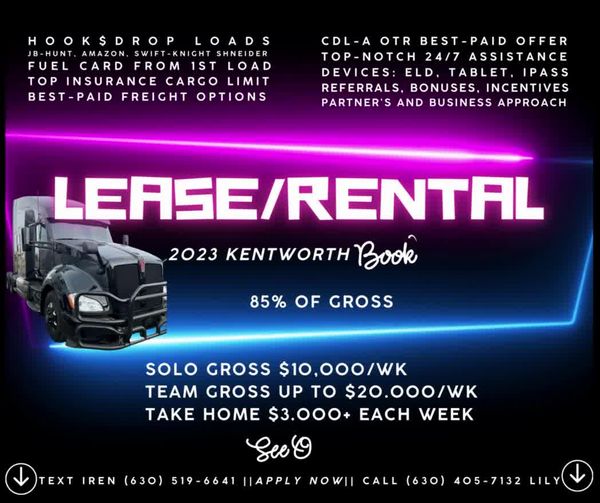 HOOK$DROP LOADS
JB-HUNT, AMAZON, SWIFT-KNIGHT SHNEIDER
FUEL CARD FROM 1ST LOAD
TOP INSURANCE CARGO LIMIT
BEST-PAID FREIGHT OPTIONS
CDL-A OTR BEST-PAID OFFER
TOP-NOTCH 24/7 ASSISTANCE
DEVICES: ELD, TABLET, IPASS
REFERRALS, BONUSES, INCENTIVES
PARTNER'S AND BUSINESS APPROACH
LEASE/RENTAL
2023 KENTWORTH Book
85% OF GROSS
SOLO GROSS $10,000/WK
TEAM GROSS UP TO $20.000/WK
TAKE HOME $3.000+ EACH WEEK
See O
TEXT IREN (630) 519-6641 ||APPLY NOW|| CALL (630) 405-7132 LILY